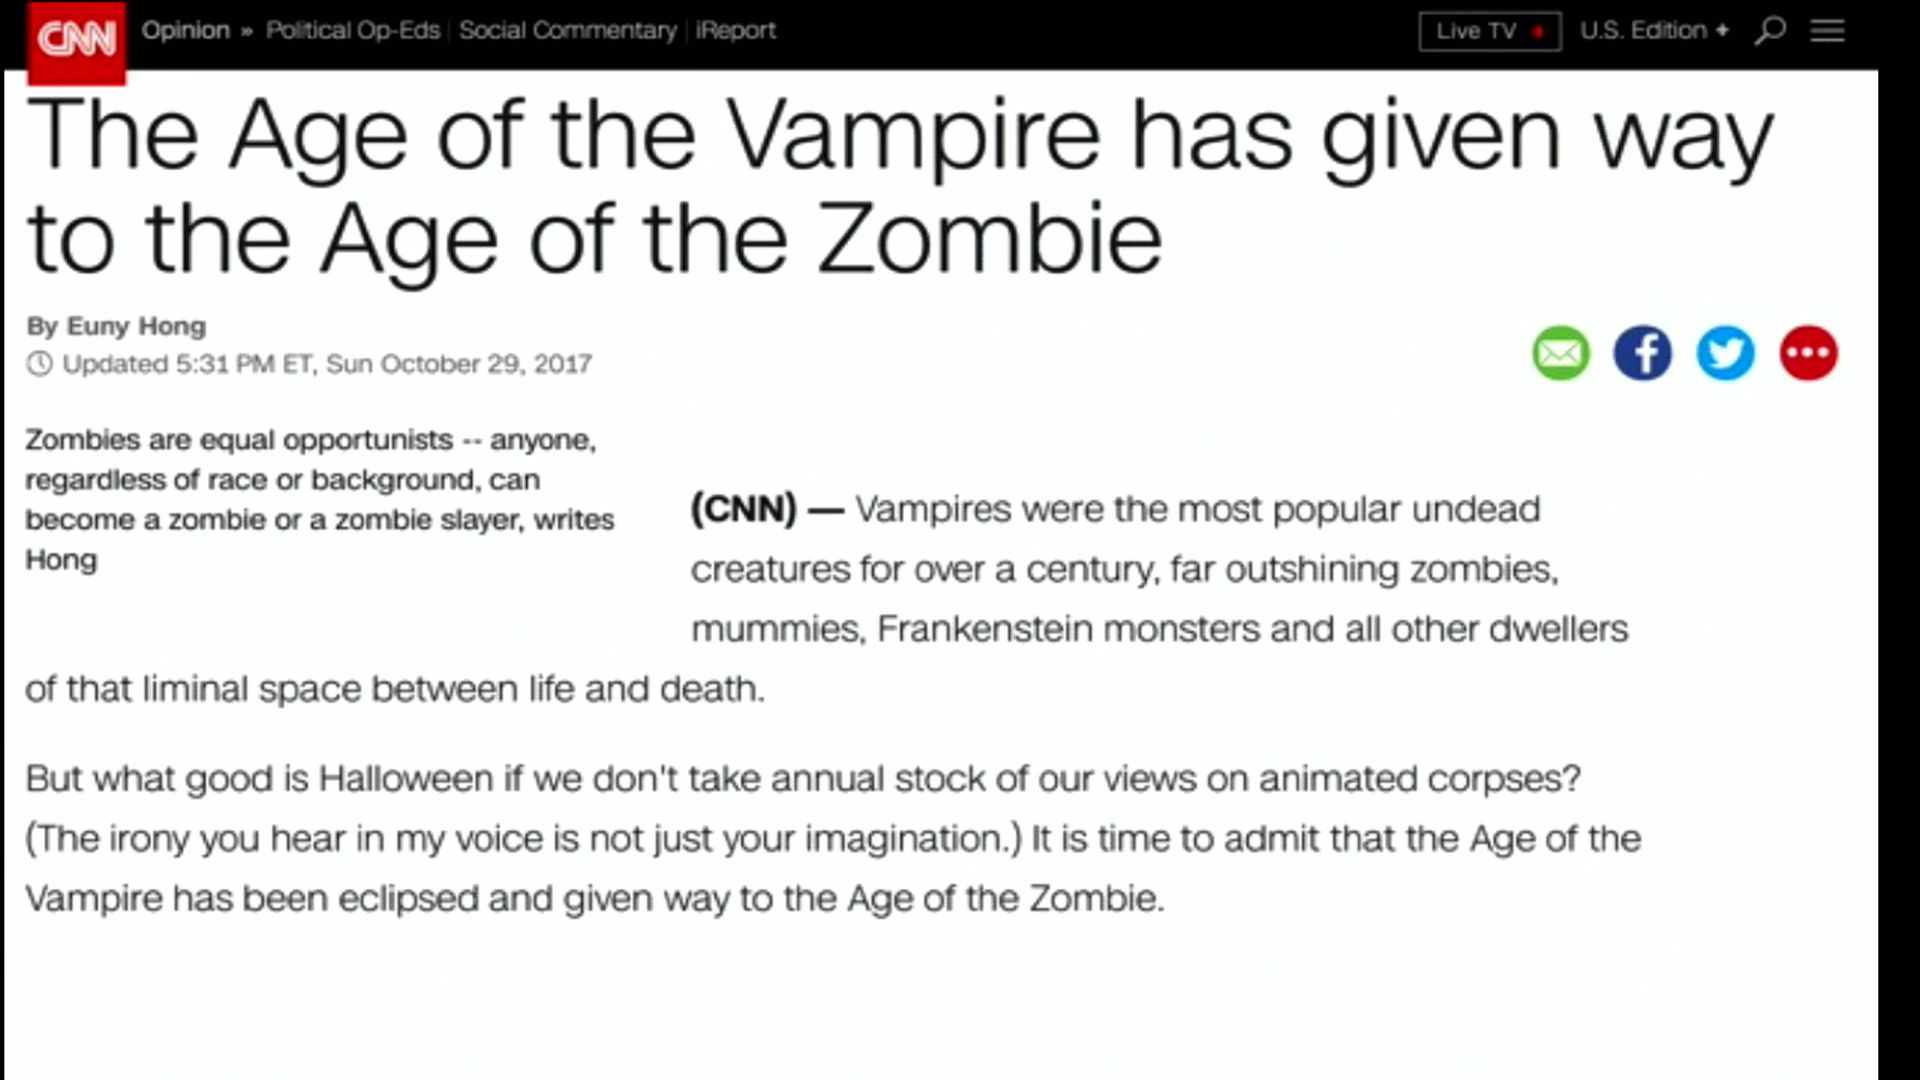 CNN Opinion » Political Op-Eds Social Commentary iReport Live TV U.S. Edition +
The Age of the Vampire has given way
to the Age of the Zombie
By Euny Hong
Updated 5:31 PM ET, Sun October 29, 2017
Zombies are equal opportunists -- anyone,
regardless of race or background, can
become a zombie or a zombie slayer, writes
Hong
(CNN) — Vampires were the most popular undead
creatures for over a century, far outshining zombies,
mummies, Frankenstein monsters and all other dwellers
of that liminal space between life and death.
But what good is Halloween if we don't take annual stock of our views on animated corpses?
(The irony you hear in my voice is not just your imagination.) It is time to admit that the Age of the
Vampire has been eclipsed and given way to the Age of the Zombie.